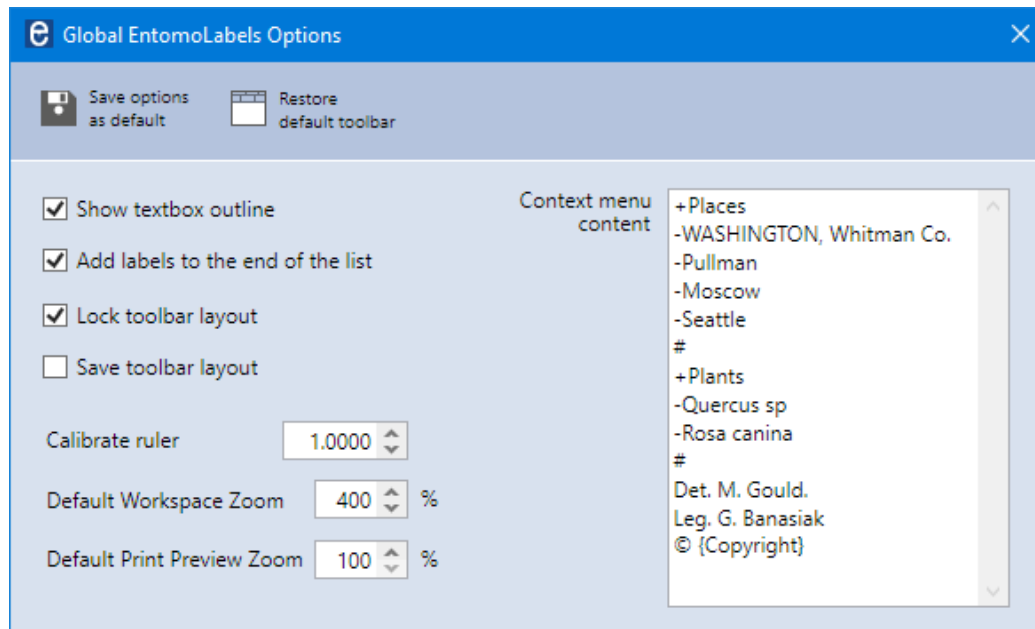 e Global EntomoLabels Options
Save options
as default
Restore
default toolbar
Show textbox outline
Add labels to the end of the list
Lock toolbar layout
Save toolbar layout
Calibrate ruler 1.0000
Default Workspace Zoom 400 %
Default Print Preview Zoom 100 %
Context menu
content
+Places
-WASHINGTON, Whitman Co.
-Pullman
-Moscow
-Seattle
#
+Plants
-Quercus sp
-Rosa canina
#
Det. M. Gould.
Leg. G. Banasiak
© {Copyright}